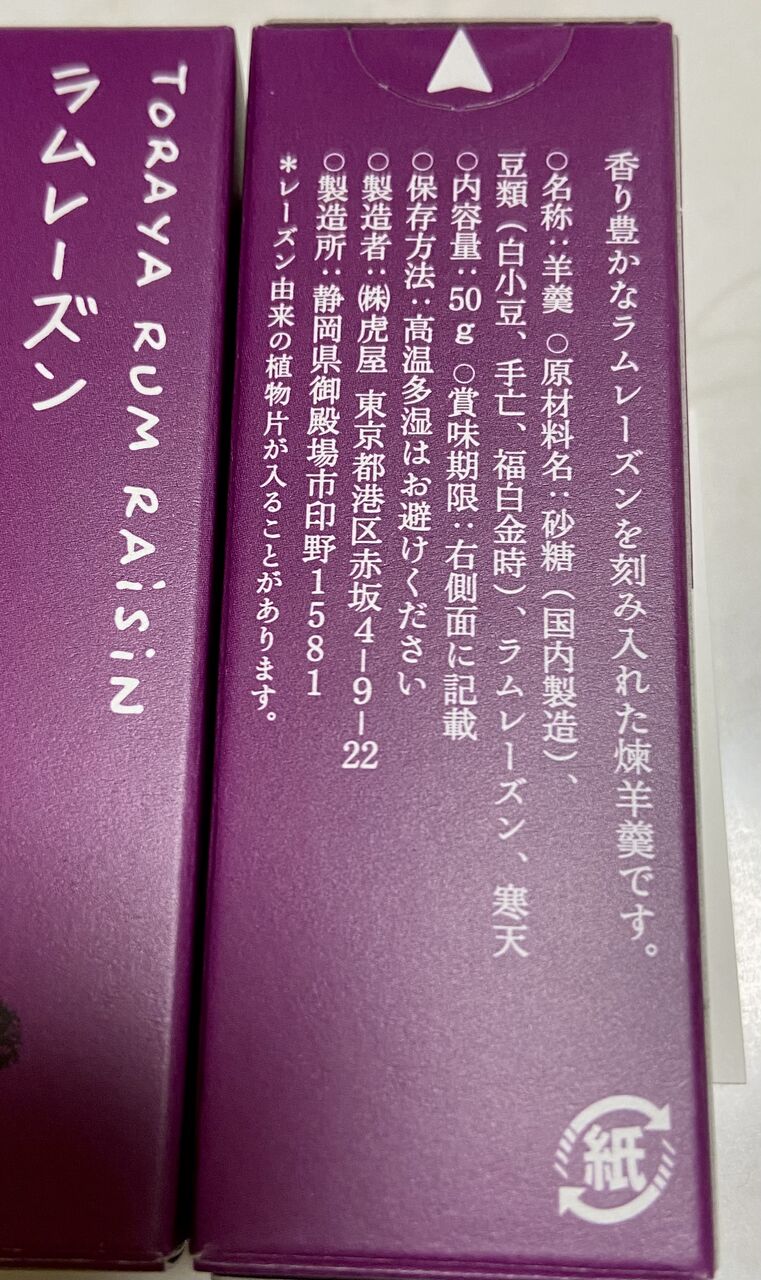 TORAYA RUM RAiSiN
ラムレーズン
香り豊かなラムレーズンを刻み入れた煉羊羹です。
○名称：羊羹 ○原材料名：砂糖（国内製造）、
豆類（白小豆、手亡、福白金時）、ラムレーズン、寒天
○内容量：50g ○賞味期限：右側面に記載
○保存方法：高温多湿はお避けください
○製造者：㈱虎屋 東京都港区赤坂4-9-22
○製造所：静岡県御殿場市印野1581
＊レーズン由来の植物片が入ることがあります。
紙